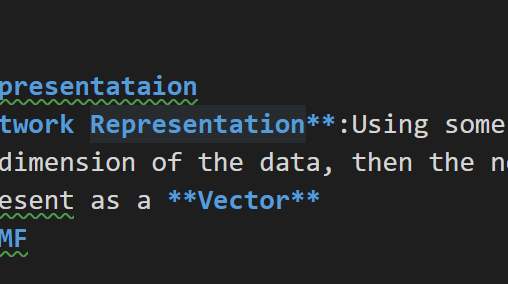 presentataion
twork Representation**:Using some
dimension of the data, then the n
esent as a **Vector**
MF